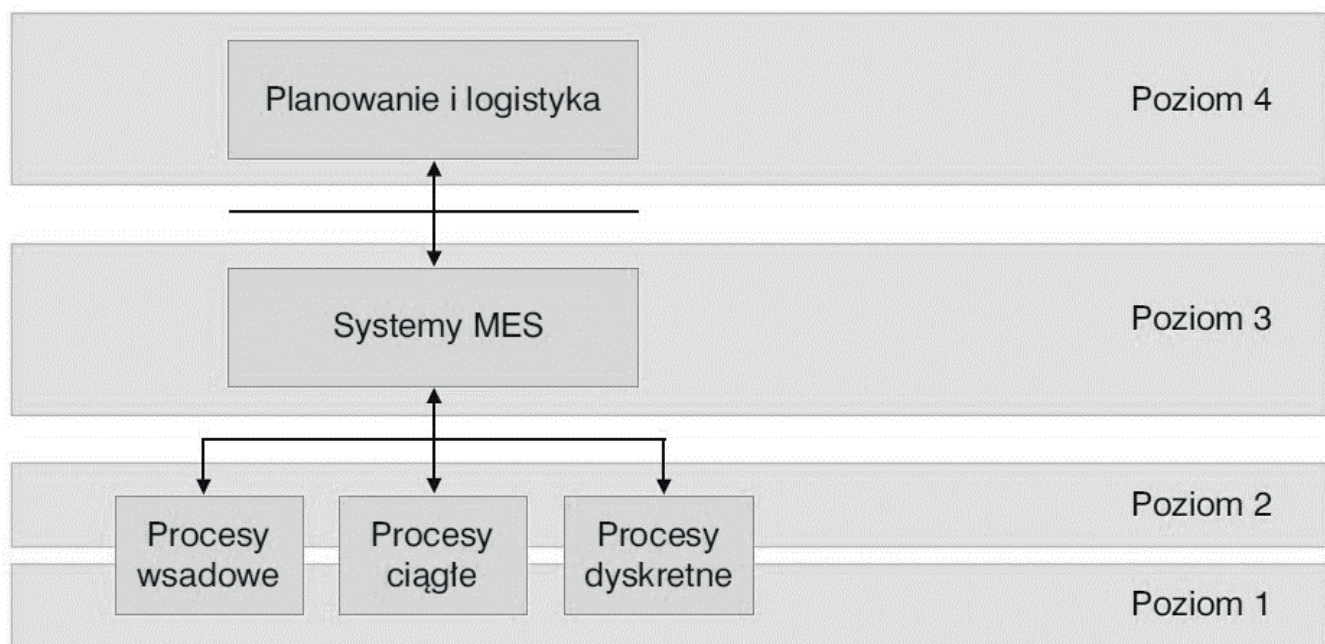 Planowanie i logistyka
Poziom 4
Systemy MES
Poziom 3
Poziom 2
Procesy
wsadowe
Procesy
ciągłe
Procesy
dyskretne
Poziom 1